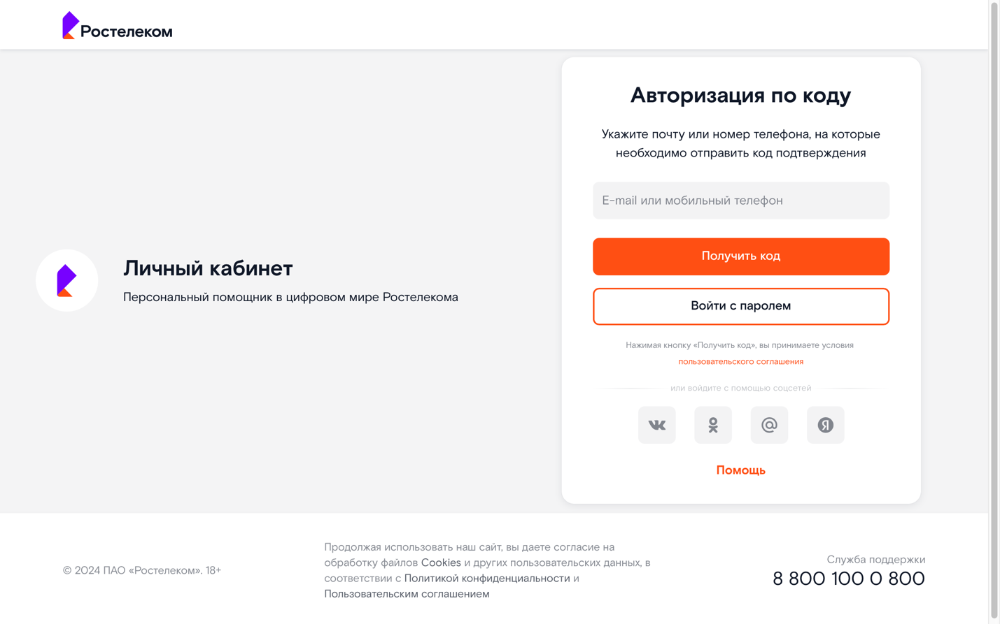 Ростелеком
Авторизация по коду
Укажите почту или номер телефона, на которые
необходимо отправить код подтверждения
E-mail или мобильный телефон
Получить код
Войти с паролем
Нажимая кнопку «Получить код», вы принимаете условия
пользовательского соглашения
или войдите с помощью соцсетей
Помощь
Личный кабинет
Персональный помощник в цифровом мире Ростелекома
© 2024 ПАО «Ростелеком». 18+
Продолжая использовать наш сайт, вы даете согласие на
обработку файлов Cookies и других пользовательских данных, в
соответствии с Политикой конфиденциальности и
Пользовательским соглашением
Служба поддержки
8 800 100 0 800